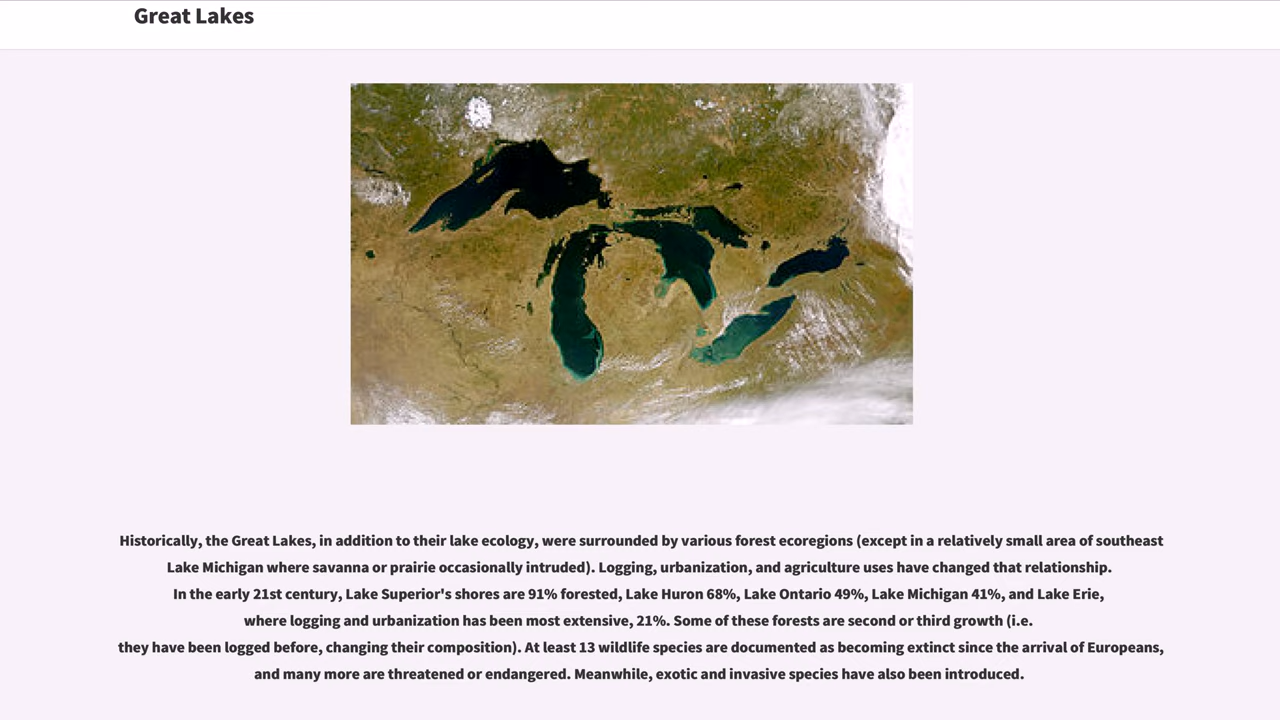 Great Lakes
Historically, the Great Lakes, in addition to their lake ecology, were surrounded by various forest ecoregions (except in a relatively small area of southeast
Lake Michigan where savanna or prairie occasionally intruded). Logging, urbanization, and agriculture uses have changed that relationship.
In the early 21st century, Lake Superior's shores are 91% forested, Lake Huron 68%, Lake Ontario 49%, Lake Michigan 41%, and Lake Erie,
where logging and urbanization has been most extensive, 21%. Some of these forests are second or third growth (i.e.
they have been logged before, changing their composition). At least 13 wildlife species are documented as becoming extinct since the arrival of Europeans,
and many more are threatened or endangered. Meanwhile, exotic and invasive species have also been introduced.